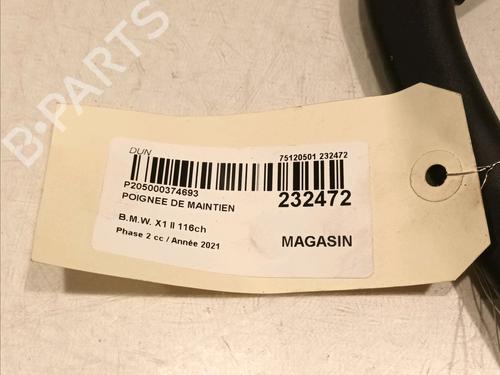 B-PARTS
DUN
75120501 232472
P205000374693
232472
POIGNEE DE MAINTIEN
B.M.W. X1 II 116ch
Phase 2 cc / Année 2021
MAGASIN